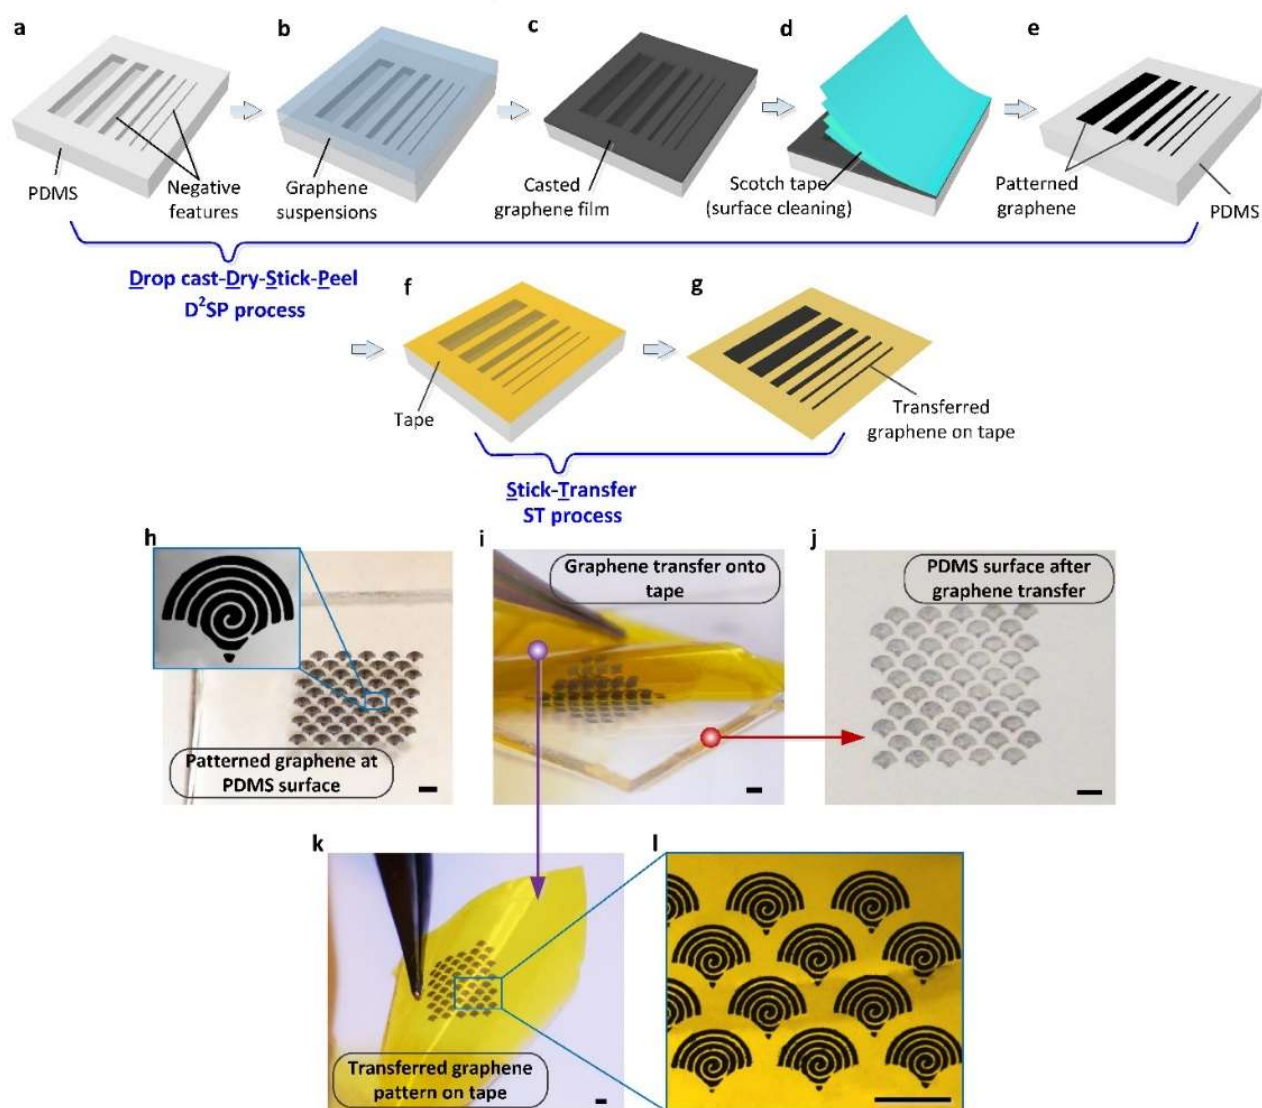 a
b
c
d
e
PDMS
Negative
features
Graphene
suspensions
Casted
graphene film
Scotch tape
(surface cleaning)
Patterned
graphene
PDMS
Drop cast-Dry-Stick-Peel
D²SP process
f
g
Tape
Transferred
graphene on tape
Stick-Transfer
ST process
h
i
j
Graphene transfer onto
tape
PDMS surface after
graphene transfer
Patterned graphene at
PDMS surface
k
l
Transferred graphene
pattern on tape